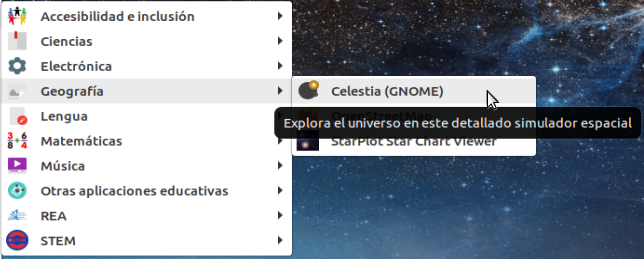 Accesibilidad e inclusión
Ciencias
Electrónica
Geografía
Lengua
Matemáticas
Música
Otras aplicaciones educativas
REA
STEM
Celestia (GNOME)
OpenStreetMap
Explora el universo en este detallado simulador espacial
StarPlot Star Chart Viewer